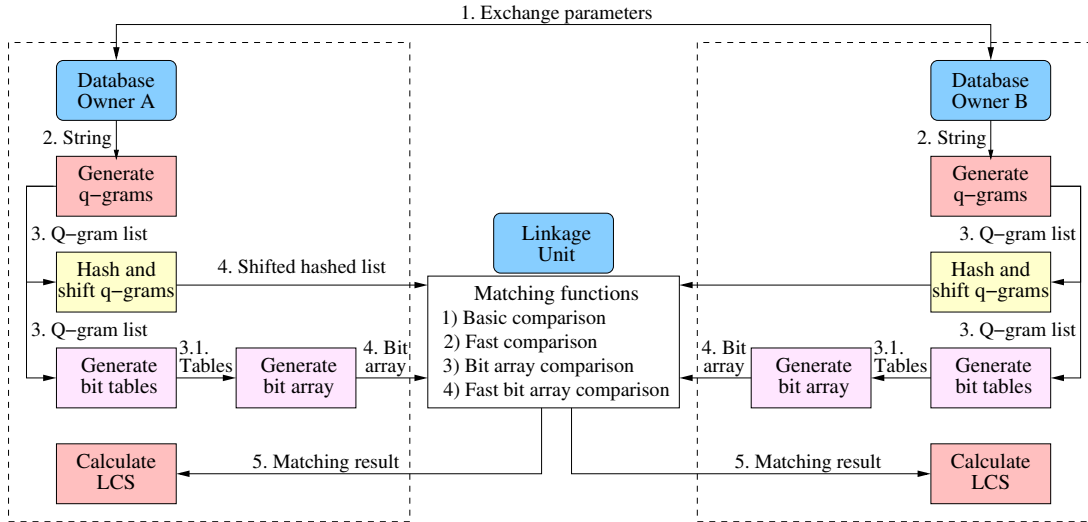 1. Exchange parameters
Database
Owner A
2. String
Generate
q−grams
3. Q−gram list
Hash and
shift q−grams
4. Shifted hashed list
3. Q−gram list
Generate
bit tables
3.1.
Tables
Generate
bit array
4. Bit
array
Calculate
LCS
5. Matching result
Linkage
Unit
Matching functions
1) Basic comparison
2) Fast comparison
3) Bit array comparison
4) Fast bit array comparison
Database
Owner B
2. String
Generate
q−grams
3. Q−gram list
Hash and
shift q−grams
3. Q−gram list
4. Bit
array
Generate
bit array
3.1.
Tables
Generate
bit tables
5. Matching result
Calculate
LCS